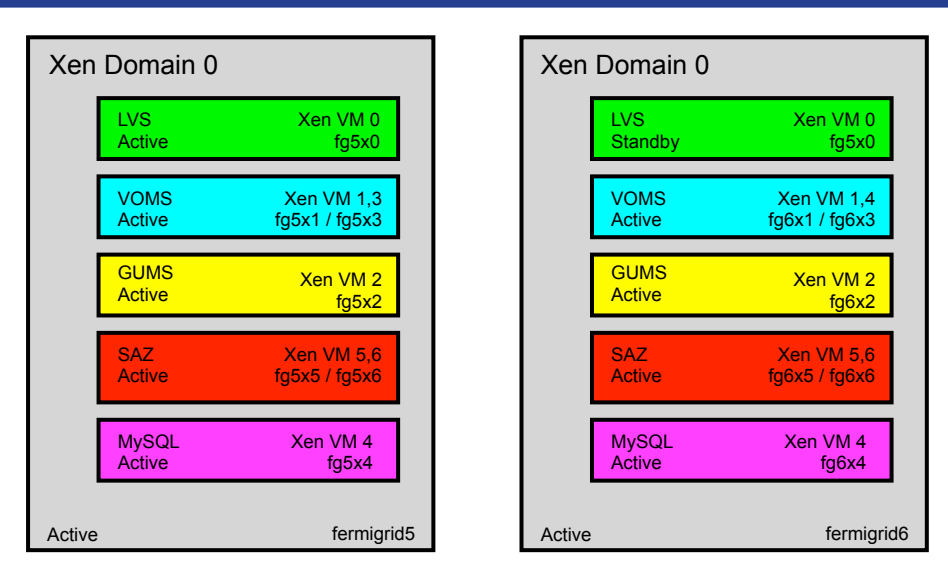 Xen Domain 0
LVS Xen VM 0
Active fg5x0
VOMS Xen VM 1,3
Active fg5x1 / fg5x3
GUMS Xen VM 2
Active fg5x2
SAZ Xen VM 5,6
Active fg5x5 / fg5x6
MySQL Xen VM 4
Active fg5x4
Active fermigrid5
Xen Domain 0
LVS Xen VM 0
Standby fg5x0
VOMS Xen VM 1,4
Active fg6x1 / fg6x3
GUMS Xen VM 2
Active fg6x2
SAZ Xen VM 5,6
Active fg6x5 / fg6x6
MySQL Xen VM 4
Active fg6x4
Active fermigrid6